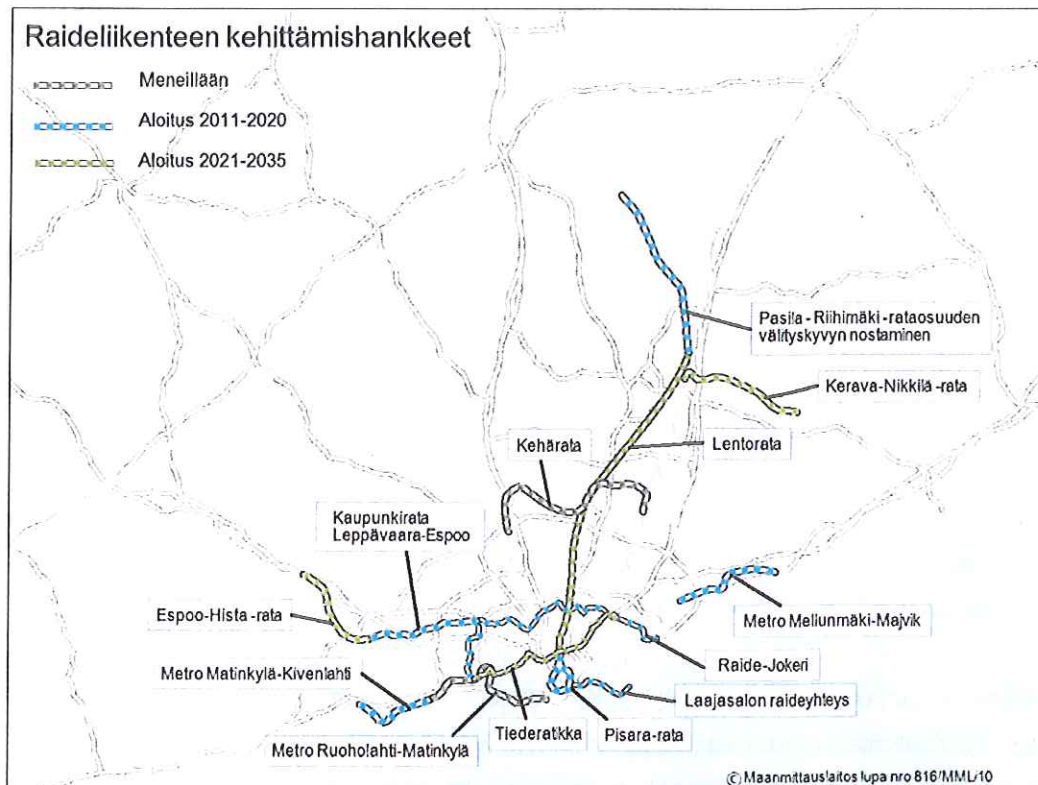 Raideliikenteen kehittämishankkeet
Meneillään
Aloitus 2011-2020
Aloitus 2021-2035
Pasila - Riihimäki -rataosuuden
välityskyvyn nostaminen
Kerava-Nikkilä -rata
Lentorata
Kehärata
Kaupunkirata
Leppävaara-Espoo
Espoo-Hista -rata
Metro Mellunmäki-Majvik
Raide-Jokeri
Metro Matinkylä-Kivenlahti
Laajasalon raideyhteys
Tiederatikka
Pisara-rata
Metro Ruoholahti-Matinkylä
© Maanmittauslaitos lupa nro 816/MML/10